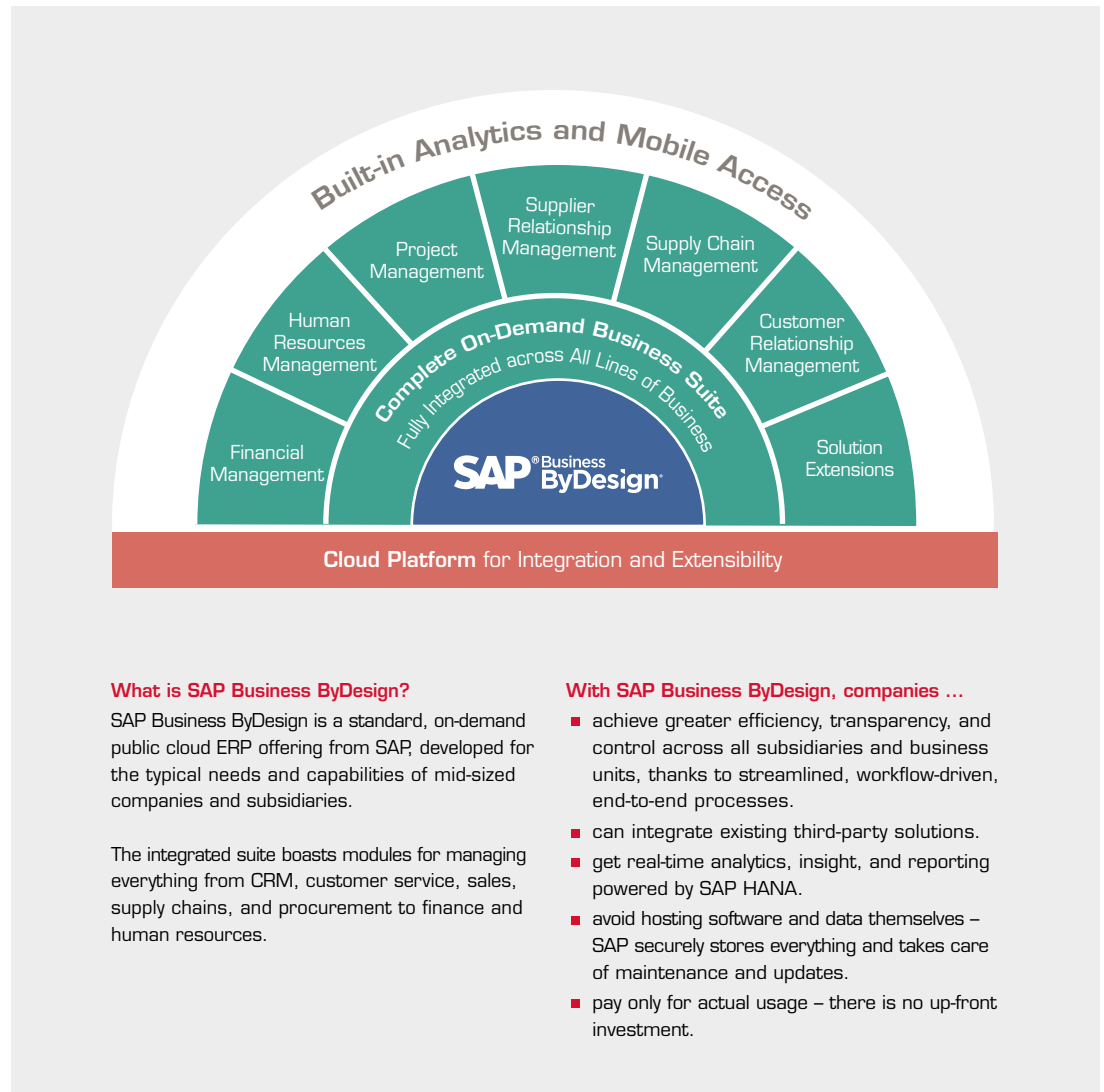 Built-in Analytics and Mobile Access
Supplier
Relationship
Management
Project
Management
Supply Chain
Management
Human
Resources
Management
Customer
Relationship
Management
Financial
Management
Solution
Extensions
Complete On-Demand Business Suite
Fully Integrated across All Lines of Business
SAP® Business
ByDesign®
Cloud Platform for Integration and Extensibility
What is SAP Business ByDesign?
SAP Business ByDesign is a standard, on-demand
public cloud ERP offering from SAP, developed for
the typical needs and capabilities of mid-sized
companies and subsidiaries.
The integrated suite boasts modules for managing
everything from CRM, customer service, sales,
supply chains, and procurement to finance and
human resources.
With SAP Business ByDesign, companies ...
achieve greater efficiency, transparency, and
control across all subsidiaries and business
units, thanks to streamlined, workflow-driven,
end-to-end processes.
can integrate existing third-party solutions.
get real-time analytics, insight, and reporting
powered by SAP HANA.
avoid hosting software and data themselves –
SAP securely stores everything and takes care
of maintenance and updates.
pay only for actual usage – there is no up-front
investment.